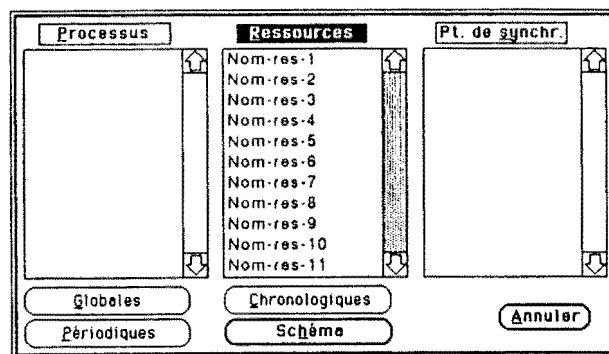 Processus
Ressources
Pt. de synchr.
Nom-res-1
Nom-res-2
Nom-res-3
Nom-res-4
Nom-res-5
Nom-res-6
Nom-res-7
Nom-res-8
Nom-res-9
Nom-res-10
Nom-res-11
Globales
Chronologiques
Annuler
Périodiques
Schéma